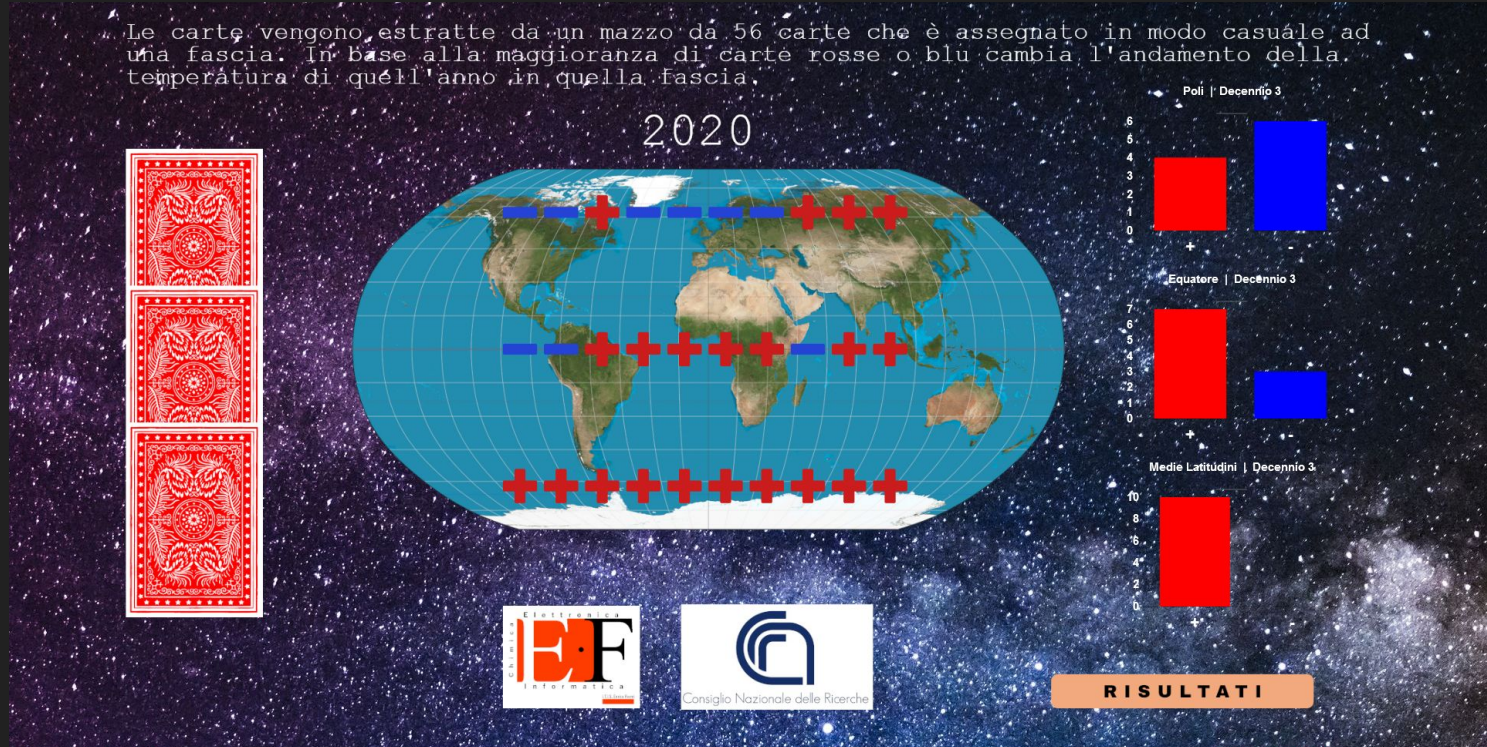 Le carte vengono estratte da un mazzo da 56 carte che è assegnato in modo casuale ad
una fascia. In base alla maggioranza di carte rosse o blu cambia l'andamento della
temperatura di quell'anno in quella fascia.
2020
Poli | Decennio 3
6
5
4
3
2
1
0
+ -
Equatore | Decennio 3
7
6
5
4
3
2
1
0
+ -
Medie Latitudini | Decennio 3
10
8
6
4
2
0
+ -
Elettronica
Chimica
E·F
Informatica
Consiglio Nazionale delle Ricerche
RISULTATI